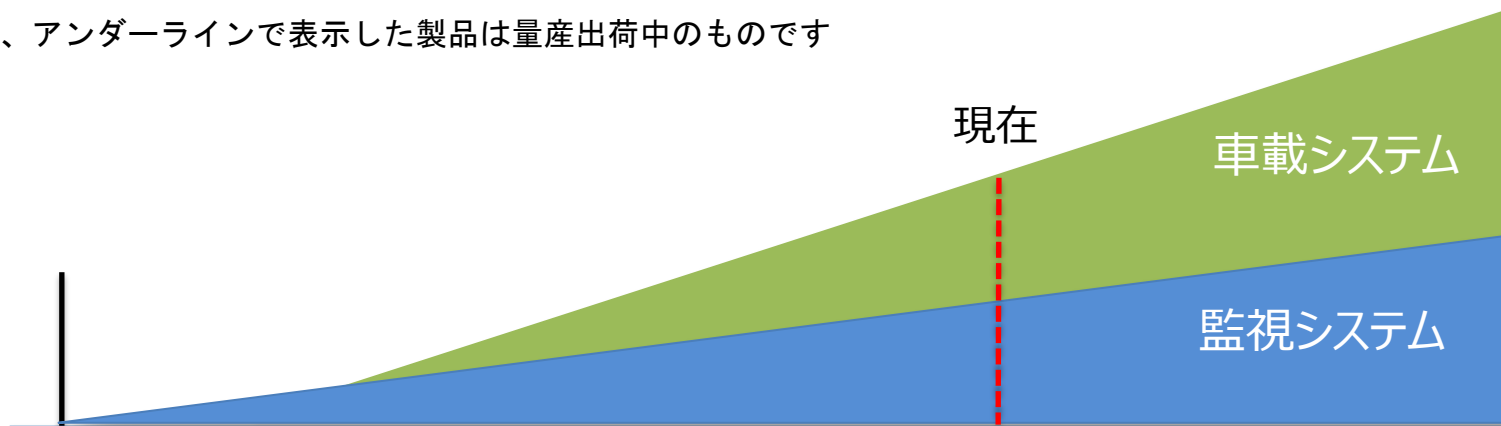 、アンダーラインで表示した製品は量産出荷中のものです
現在
車載システム
監視システム